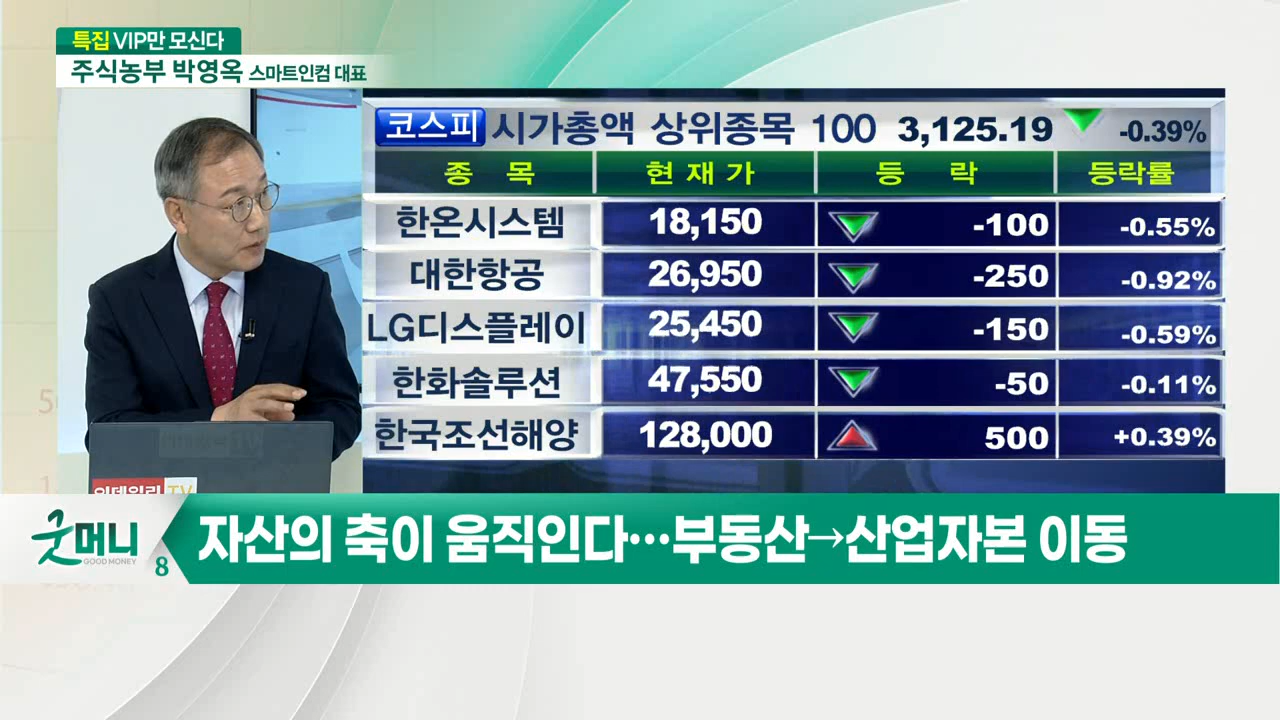 특집 VIP만 모신다
주식농부 박영옥 스마트인컴 대표
코스피 시가총액 상위종목 100 3,125.19 -0.39%
종 목 현 재 가 등 락 등락률
한온시스템 18,150 -100 -0.55%
대한항공 26,950 -250 -0.92%
LG디스플레이 25,450 -150 -0.59%
한화솔루션 47,550 -50 -0.11%
한국조선해양 128,000 500 +0.39%
이데일리 TV
굿머니 자산의 축이 움직인다…부동산→산업자본 이동
GOOD MONEY 8